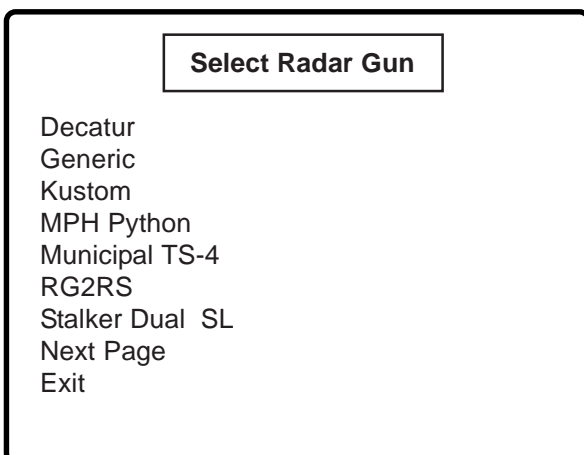 Select Radar Gun
Decatur
Generic
Kustom
MPH Python
Municipal TS-4
RG2RS
Stalker Dual  SL
Next Page
Exit